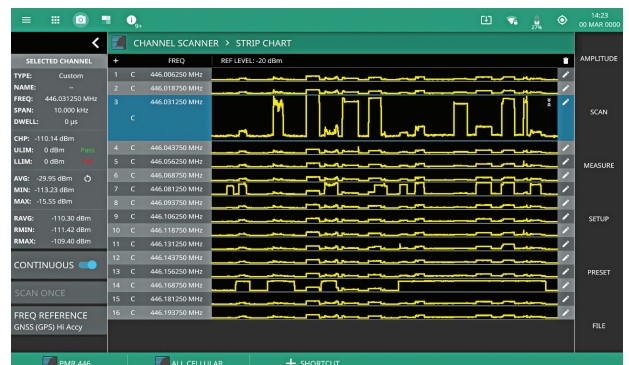 9+
27%
14:23
00 MAR 0000
CHANNEL SCANNER > STRIP CHART
SELECTED CHANNEL
TYPE: Custom
NAME: --
FREQ: 446.031250 MHz
SPAN: 10.000 kHz
DWELL: 0 µs
CHP: -110.14 dBm
ULIM: 0 dBm Pass
LLIM: 0 dBm
AVG: -29.95 dBm
MIN: -113.23 dBm
MAX: -15.55 dBm
RAVG: -110.30 dBm
RMIN: -111.42 dBm
RMAX: -109.40 dBm
CONTINUOUS
SCAN ONCE
FREQ REFERENCE
GNSS (GPS) Hi Accy
+ FREQ REF LEVEL: -20 dBm
1 C 446.006250 MHz
2 C 446.018750 MHz
3 C 446.031250 MHz
4 C 446.043750 MHz
5 C 446.056250 MHz
6 C 446.068750 MHz
7 C 446.081250 MHz
8 C 446.093750 MHz
9 C 446.106250 MHz
10 C 446.118750 MHz
11 C 446.131250 MHz
12 C 446.143750 MHz
13 C 446.156250 MHz
14 C 446.168750 MHz
15 C 446.181250 MHz
16 C 446.193750 MHz
AMPLITUDE
SCAN
MEASURE
SETUP
PRESET
FILE
PMR 446
ALL CELLULAR
+ SHORTCUT